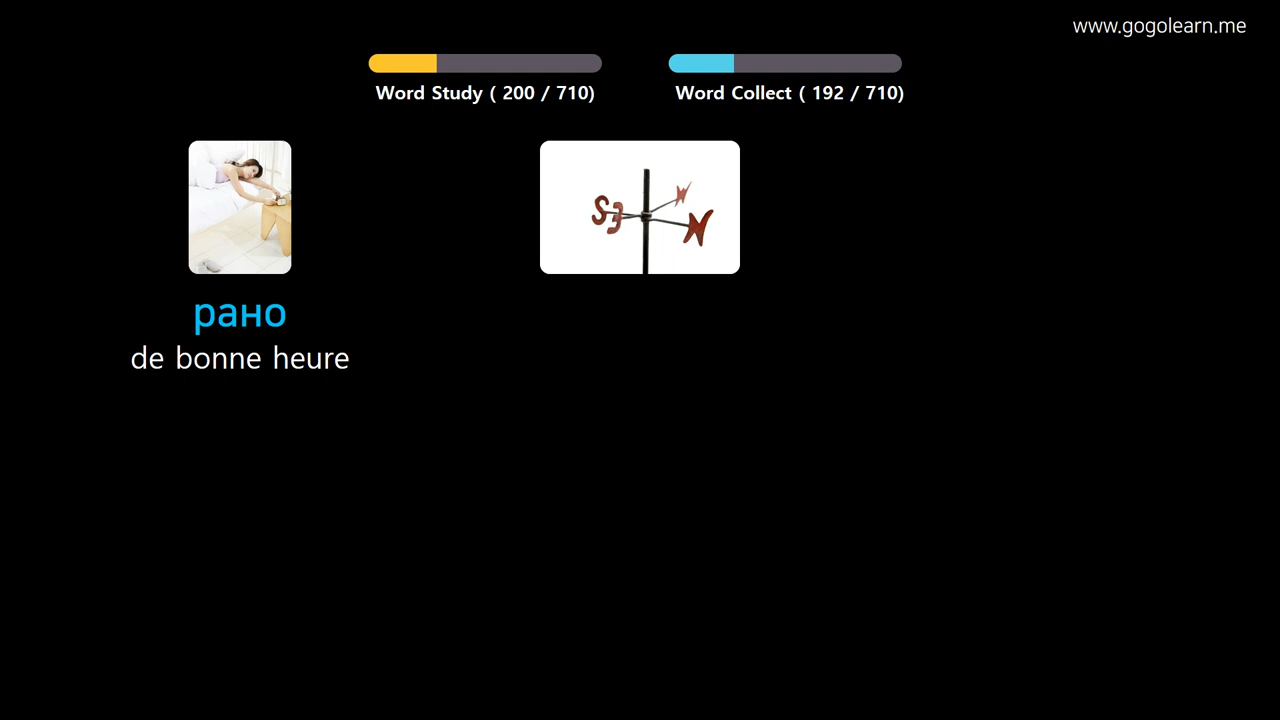 www.gogolearn.me
Word Study ( 200 / 710)
Word Collect ( 192 / 710)
S
N
рано
de bonne heure